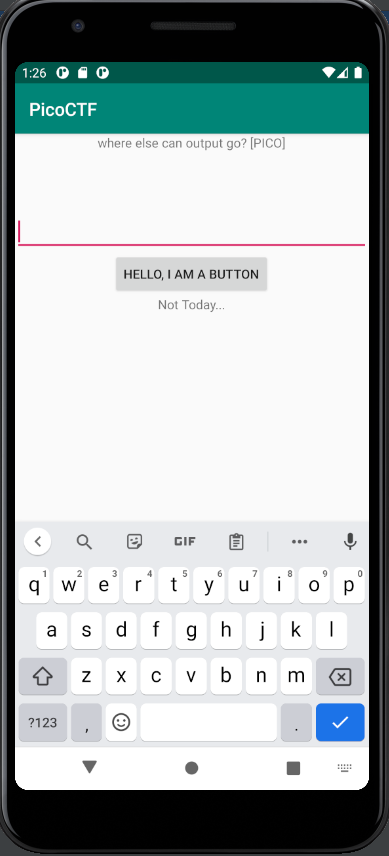 1:26
PicoCTF
where else can output go? [PICO]
HELLO, I AM A BUTTON
Not Today...
GIF
q1 w2 e3 r4 t5 y6 u7 i8 o9 p0
a s d f g h j k l
z x c v b n m
?123 , .